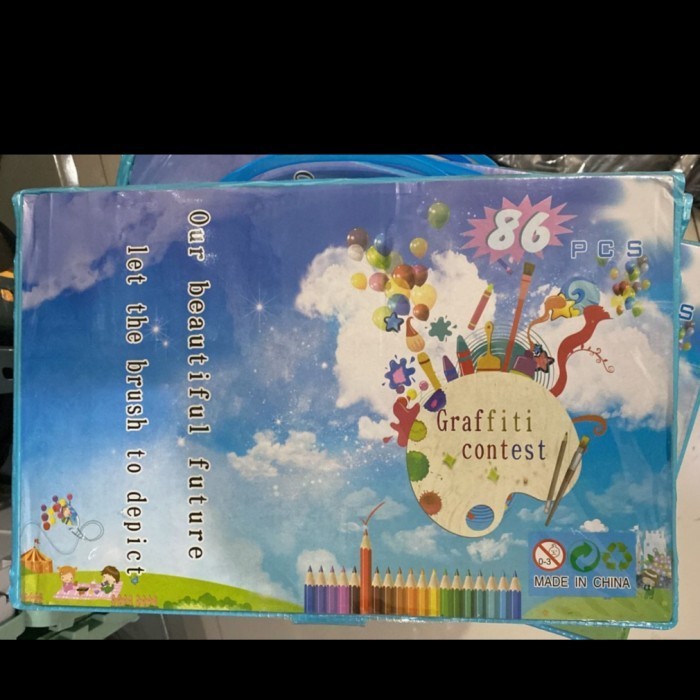 86 PCS
Our beautiful future
let the brush to depict
Graffiti
contest
0-3
MADE IN CHINA
S